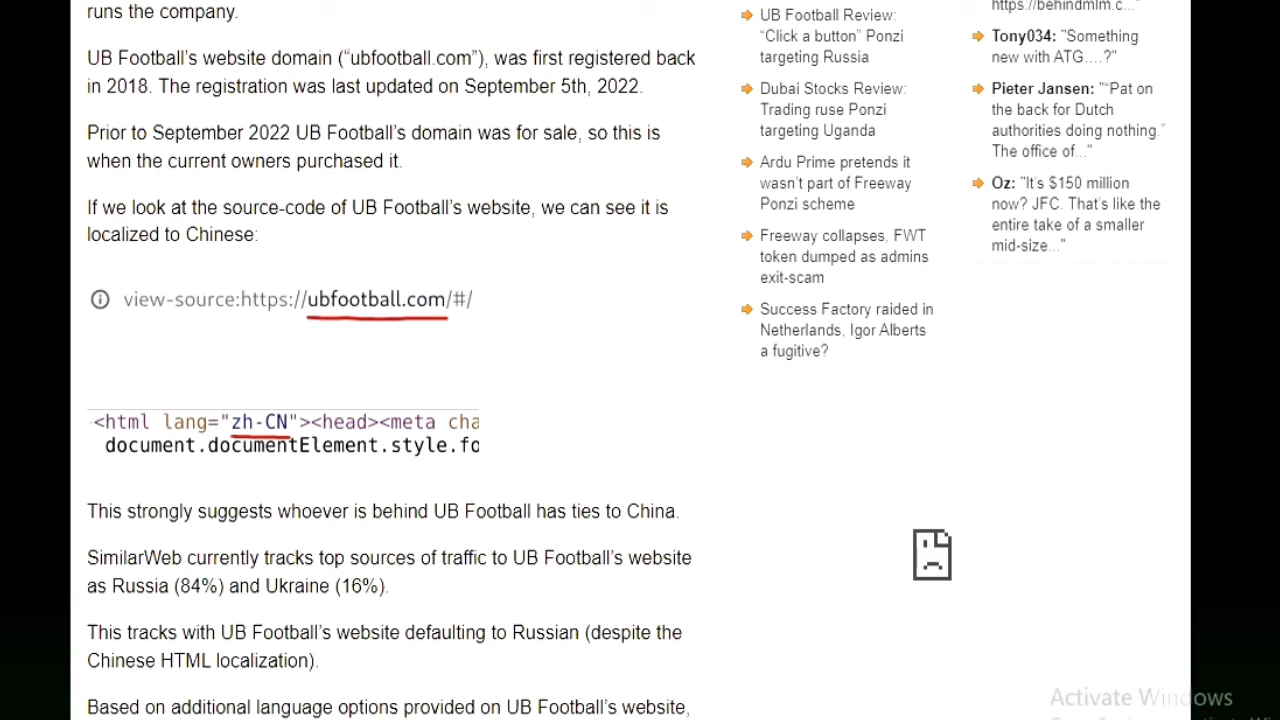 runs the company.
UB Football's website domain (“ubfootball.com”), was first registered back
in 2018. The registration was last updated on September 5th, 2022.
Prior to September 2022 UB Football's domain was for sale, so this is
when the current owners purchased it.
If we look at the source-code of UB Football's website, we can see it is
localized to Chinese:
view-source:https://ubfootball.com/#/
<html lang="zh-CN"><head><meta cha
document.documentElement.style.fo
This strongly suggests whoever is behind UB Football has ties to China.
SimilarWeb currently tracks top sources of traffic to UB Football's website
as Russia (84%) and Ukraine (16%).
This tracks with UB Football's website defaulting to Russian (despite the
Chinese HTML localization).
Based on additional language options provided on UB Football's website,
UB Football Review:
“Click a button” Ponzi
targeting Russia
Dubai Stocks Review:
Trading ruse Ponzi
targeting Uganda
Ardu Prime pretends it
wasn't part of Freeway
Ponzi scheme
Freeway collapses, FWT
token dumped as admins
exit-scam
Success Factory raided in
Netherlands, Igor Alberts
a fugitive?
https://behindmlm.c..."
Tony034: "Something
new with ATG....?"
Pieter Jansen: "“Pat on
the back for Dutch
authorities doing nothing.”
The office of..."
Oz: "It's $150 million
now? JFC. That's like the
entire take of a smaller
mid-size..."
Activate Windows